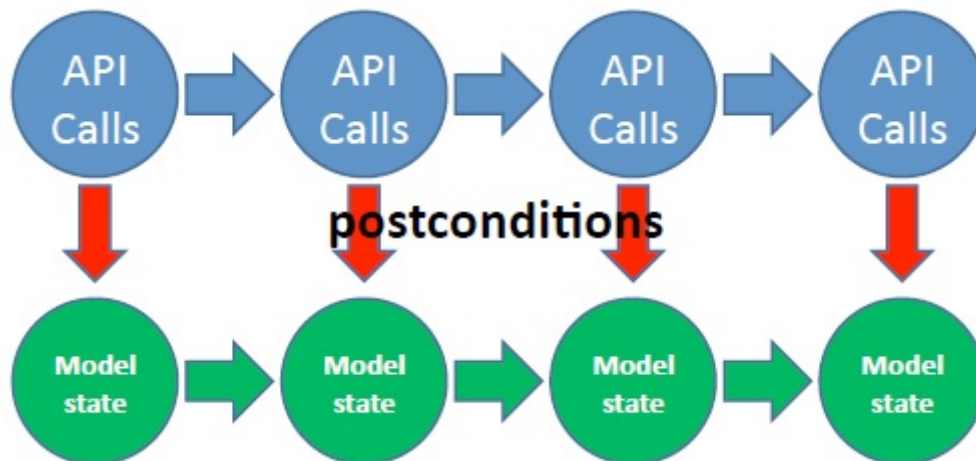 API
Calls
API
Calls
API
Calls
API
Calls
postconditions
Model
state
Model
state
Model
state
Model
state